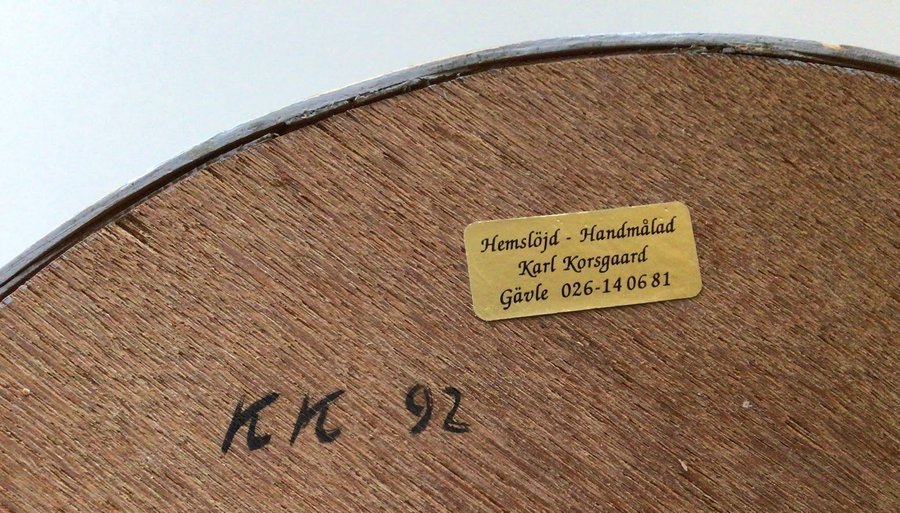 Hemslöjd - Handmålad
Karl Korsgaard
Gävle 026-14 06 81
KK 92